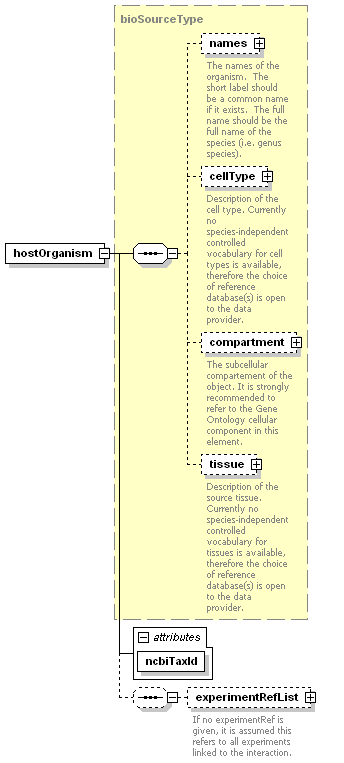 bioSourceType
names
The names of the
organism.  The
short label should
be a common name
if it exists.  The full
name should be the
full name of the
species (i.e. genus
species).
cellType
Description of the
cell type. Currently
no
species-independent
controlled
vocabulary for cell
types is available,
therefore the choice
of reference
database(s) is open
to the data
provider.
hostOrganism
compartment
The subcellular
compartement of the
object. It is strongly
recommended to
refer to the Gene
Ontology cellular
component in this
element.
tissue
Description of the
source tissue.
Currently no
species-independent
controlled
vocabulary for
tissues is available,
therefore the choice
of reference
database(s) is open
to the data
provider.
attributes
ncbiTaxId
experimentRefList
If no experimentRef is
given, it is assumed this
refers to all experiments
linked to the interaction.